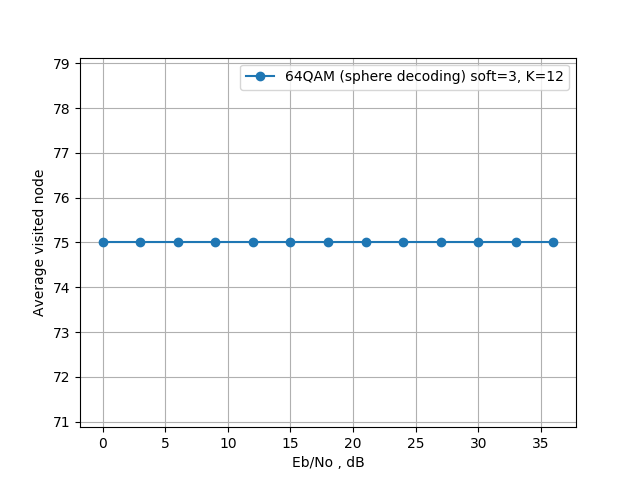 64QAM (sphere decoding) soft=3, K=12
Average visited node
79
78
77
76
75
74
73
72
71
0 5 10 15 20 25 30 35
Eb/No , dB